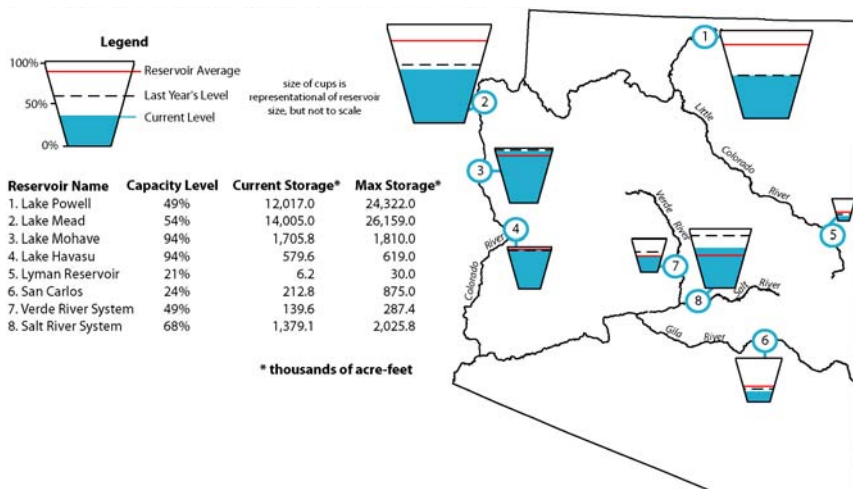 Legend
100%
50%
0%
Reservoir Average
Last Year's Level
Current Level
size of cups is
representational of reservoir
size, but not to scale
Reservoir Name Capacity Level Current Storage* Max Storage*
1. Lake Powell 49% 12,017.0 24,322.0
2. Lake Mead 54% 14,005.0 26,159.0
3. Lake Mohave 94% 1,705.8 1,810.0
4. Lake Havasu 94% 579.6 619.0
5. Lyman Reservoir 21% 6.2 30.0
6. San Carlos 24% 212.8 875.0
7. Verde River System 49% 139.6 287.4
8. Salt River System 68% 1,379.1 2,025.8
* thousands of acre-feet
1
2
3
4
5
6
7
8
Little
Colorado
River
Verde
River
Colorado
River
Salt
River
Gila
River